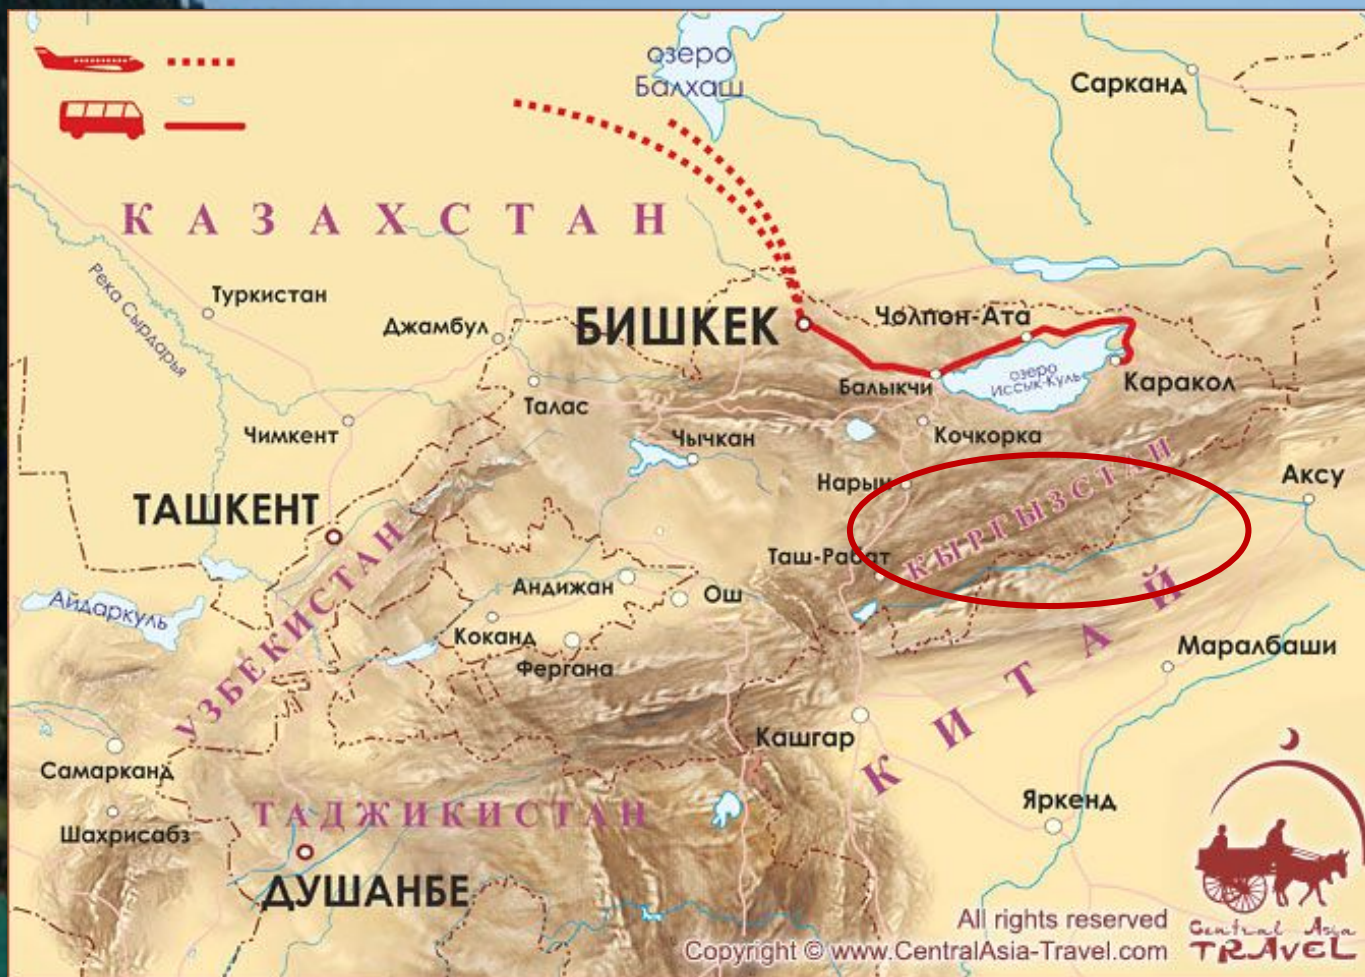 озеро
Балхаш
Сарканд
КАЗАХСТАН
Река Сырдарья
Туркистан
Джамбул
БИШКЕК
Чолпон-Ата
озеро
Иссык-Куль
Балыкчи
Каракол
Талас
Чимкент
Чычкан
Кочкорка
Нарын
КЫРГЫЗСТАН
Аксу
ТАШКЕНТ
Таш-Рабат
УЗБЕКИСТАН
Андижан
Ош
Айдаркуль
Коканд
Фергана
КИТАЙ
Маралбаши
Кашгар
Самарканд
Яркенд
ТАДЖИКИСТАН
Шахрисабз
ДУШАНБЕ
All rights reserved
Copyright © www.CentralAsia-Travel.com
Central Asia
TRAVEL